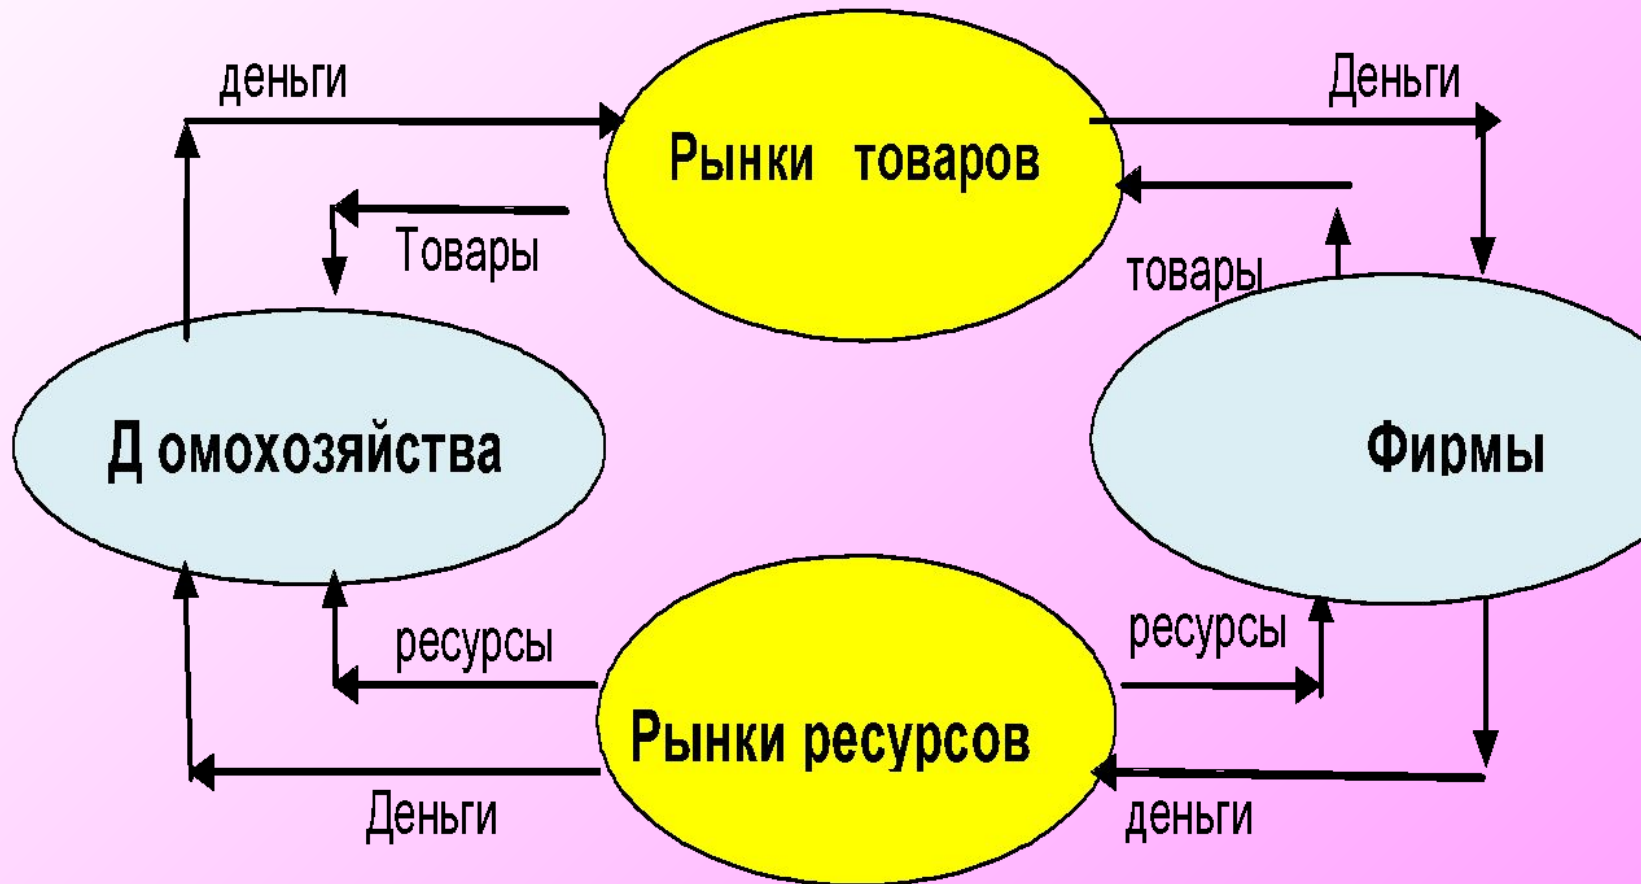 деньги
Деньги
Рынки товаров
Товары
товары
Д омохозяйства
Фирмы
ресурсы
ресурсы
Рынки ресурсов
Деньги
деньги